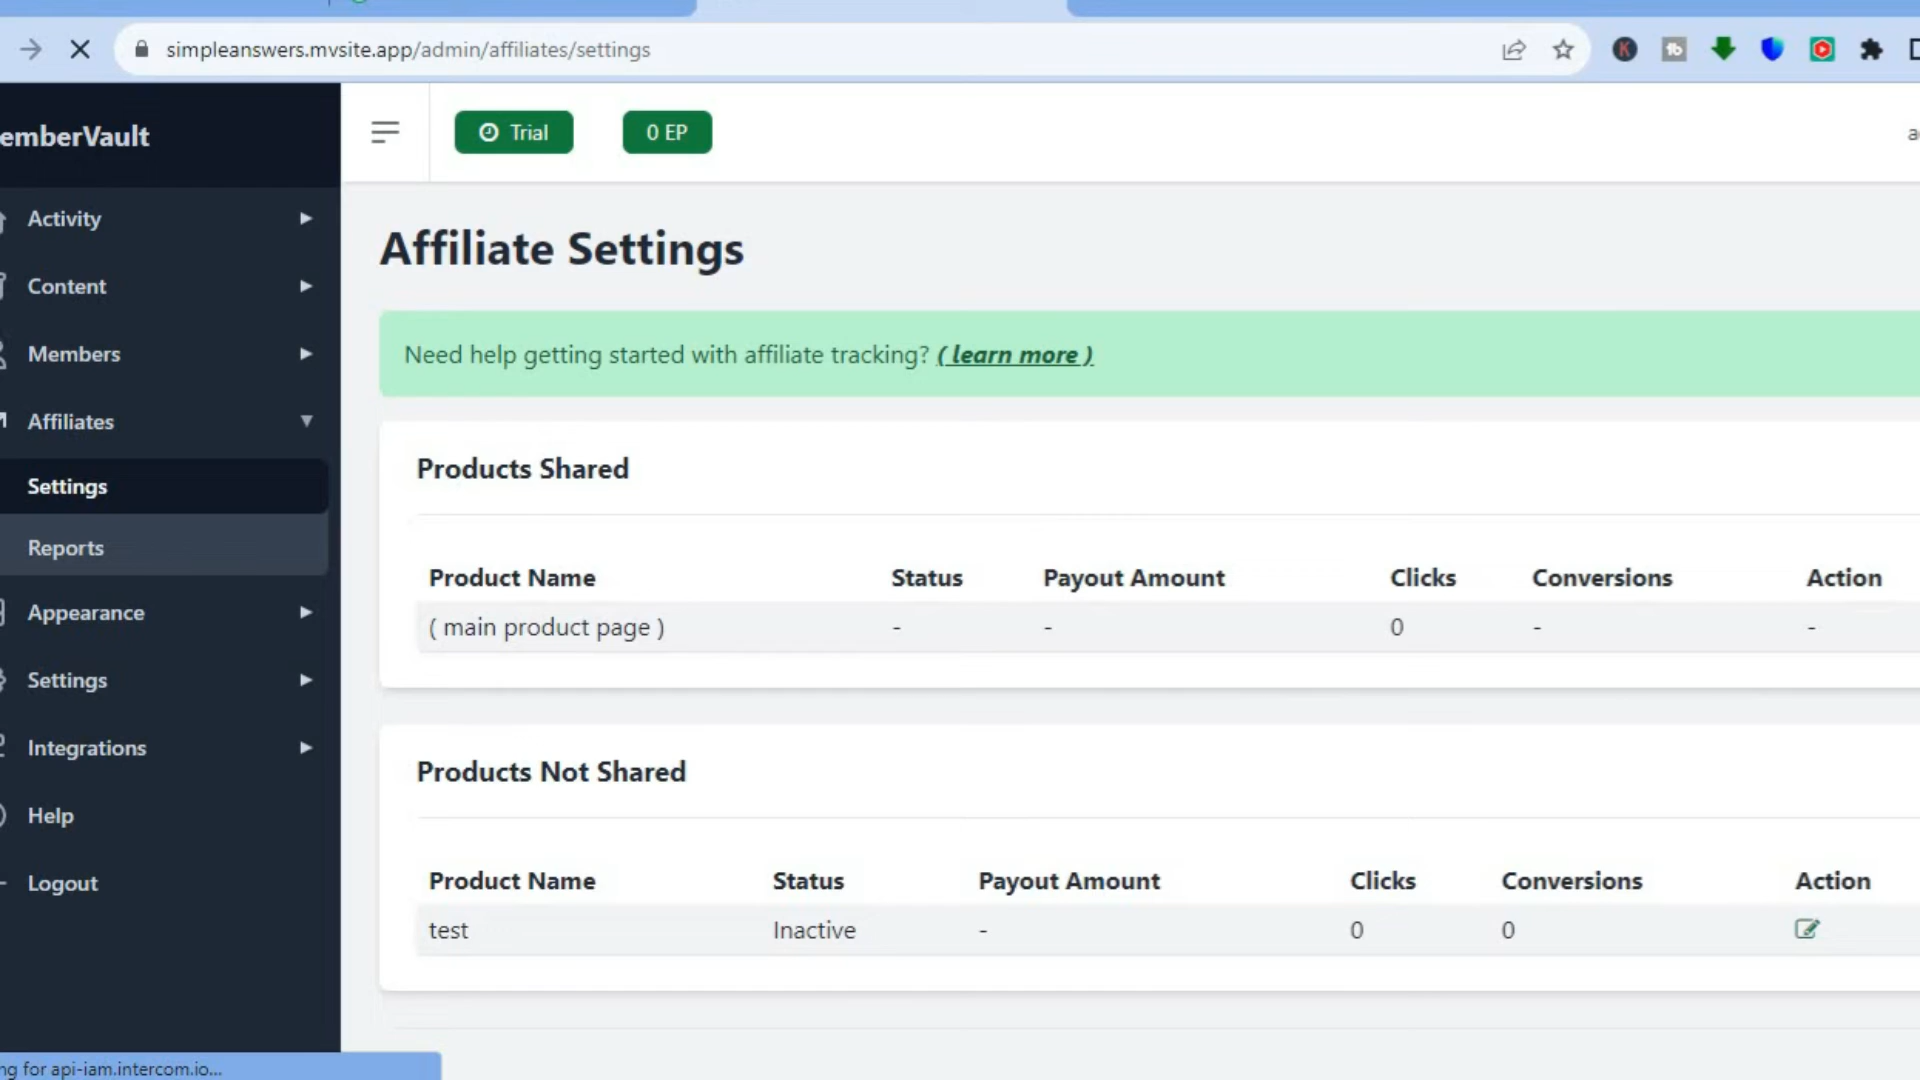 simpleanswers.mvsite.app/admin/affiliates/settings
emberVault
Trial
0 EP
Activity
Content
Members
Affiliates
Settings
Reports
Appearance
Settings
Integrations
Help
Logout
Affiliate Settings
Need help getting started with affiliate tracking? ( learn more )
Products Shared
Product Name Status Payout Amount Clicks Conversions Action
( main product page ) - - 0 - -
Products Not Shared
Product Name Status Payout Amount Clicks Conversions Action
test Inactive - 0 0
ng for api-iam.intercom.io...